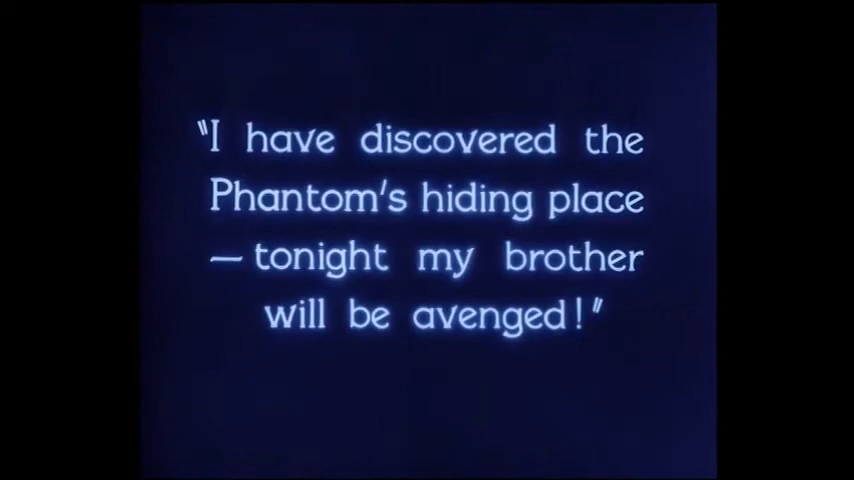 "I have discovered the
Phantom's hiding place
— tonight my brother
will be avenged!"